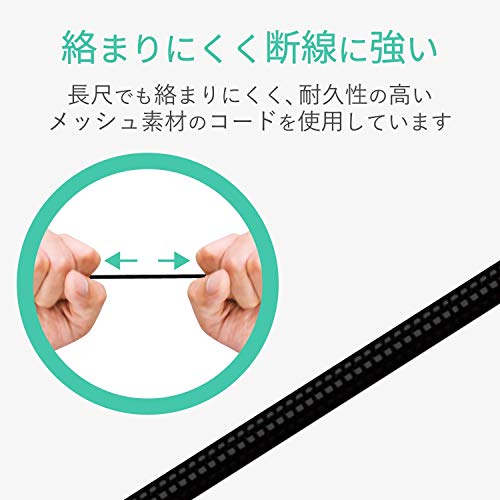 絡まりにくく断線に強い
長尺でも絡まりにくく、耐久性の高い
メッシュ素材のコードを使用しています